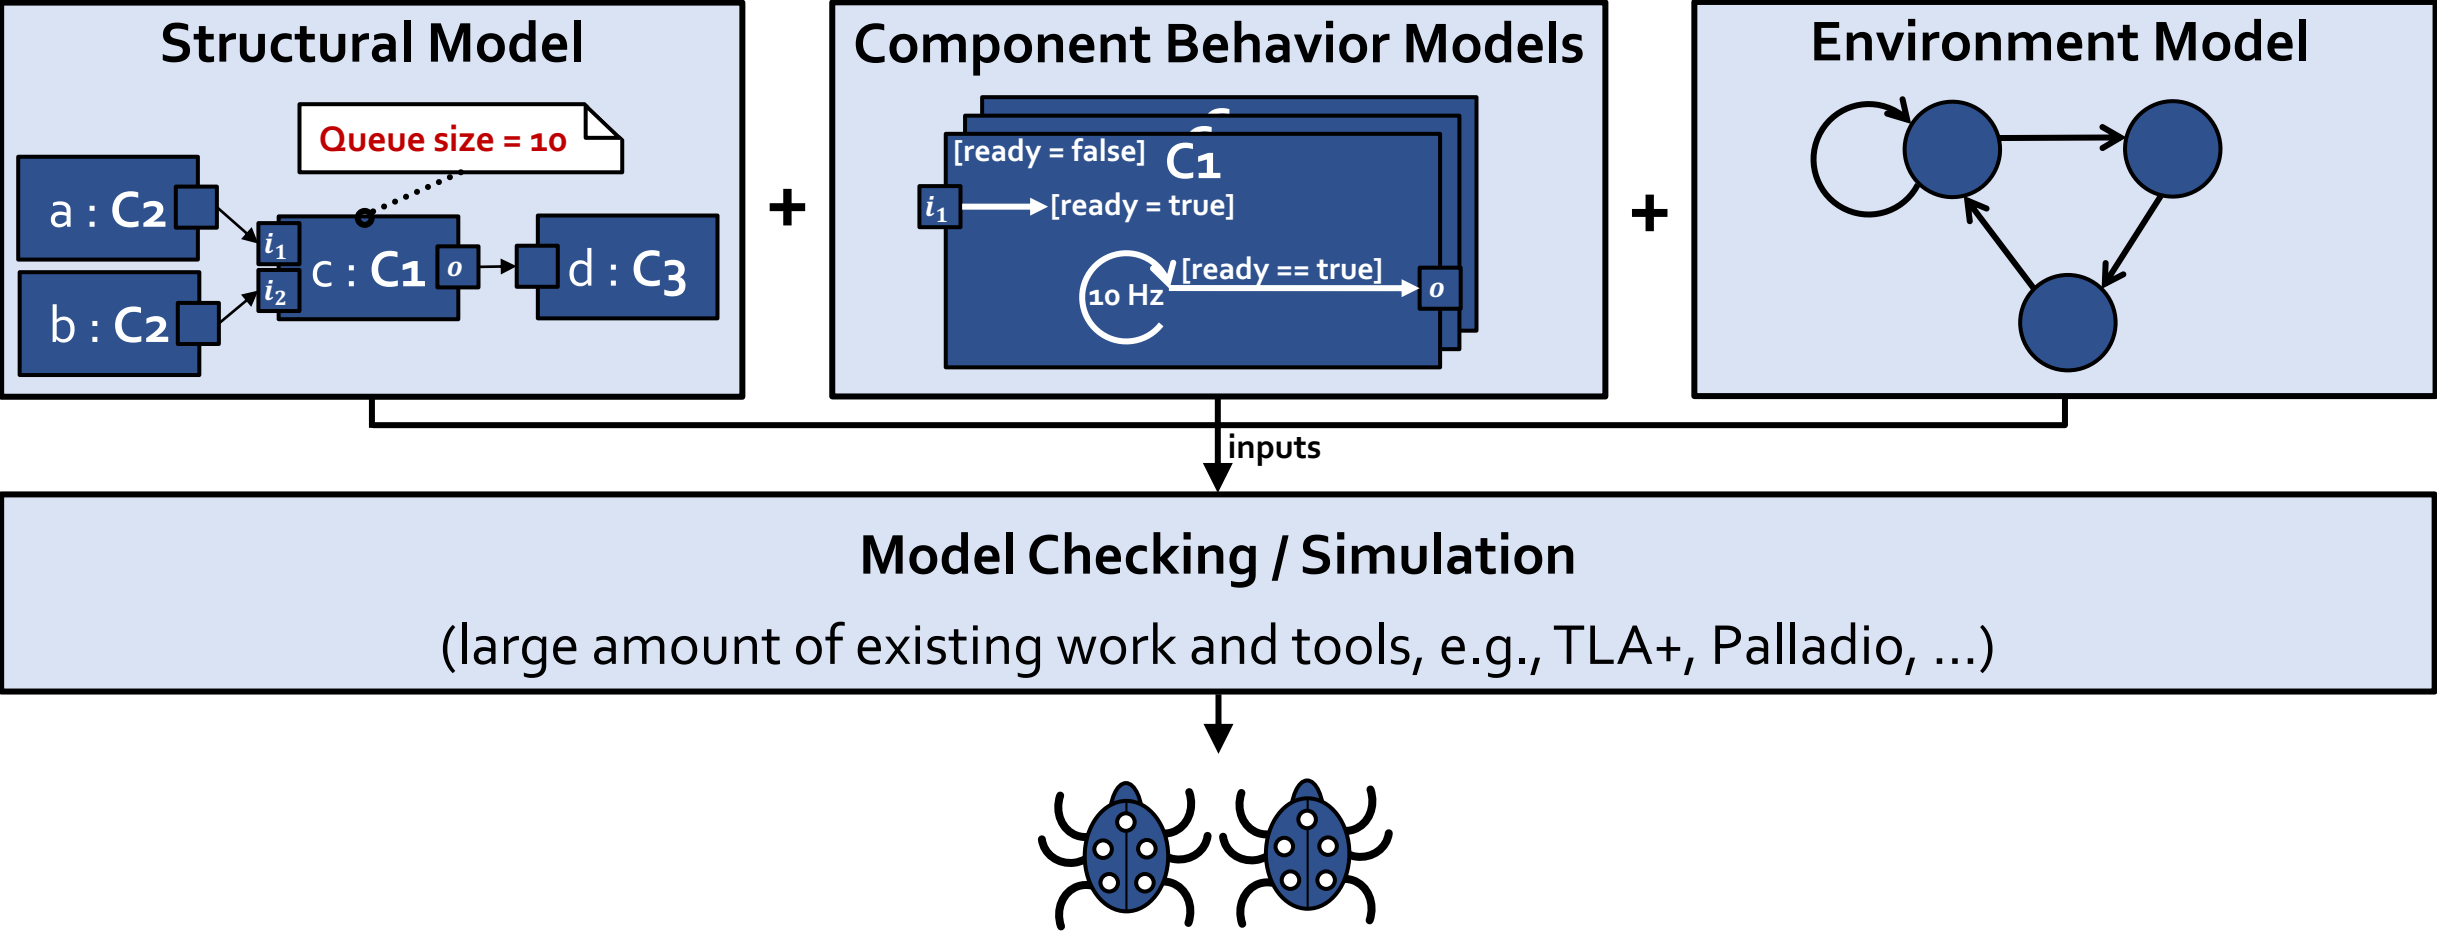 Structural Model
Queue size = 10
a : C2
b : C2
i1
i2
c : C1
o
d : C3
+
Component Behavior Models
[ready = false]
C1
i1
[ready = true]
10 Hz
[ready == true]
o
+
Environment Model
inputs
Model Checking / Simulation
(large amount of existing work and tools, e.g., TLA+, Palladio, ...)